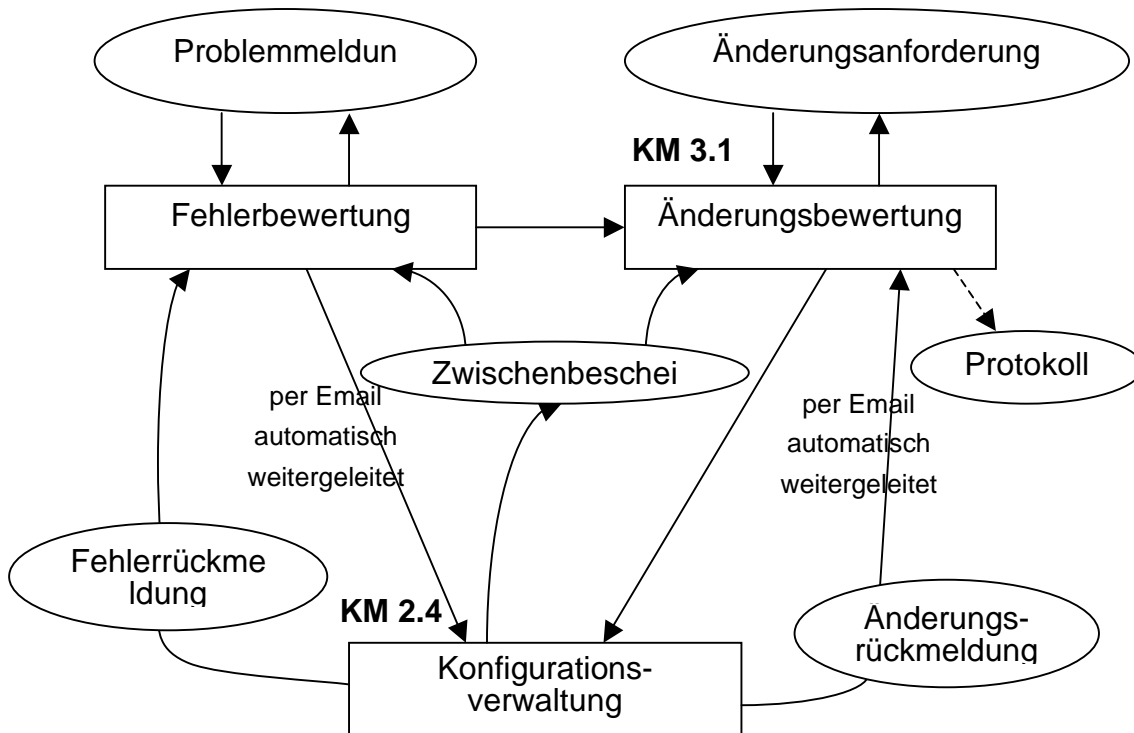 Problemmeldun
Änderungsanforderung
KM 3.1
Fehlerbewertung
Änderungsbewertung
Zwischenbeschei
Protokoll
per Email
automatisch
weitergeleitet
per Email
automatisch
weitergeleitet
Fehlerrückme
ldung
KM 2.4
Änderungs-
rückmeldung
Konfigurations-
verwaltung